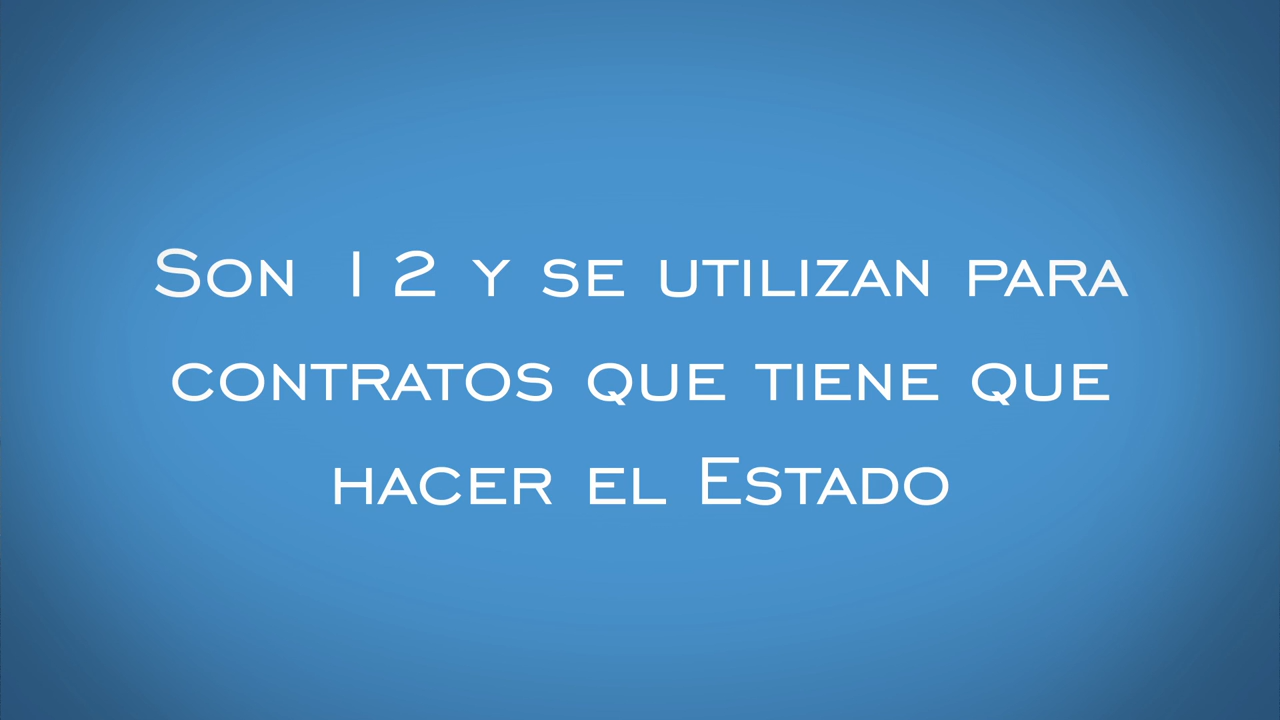 Son 12 y se utilizan para
contratos que tiene que
hacer el Estado